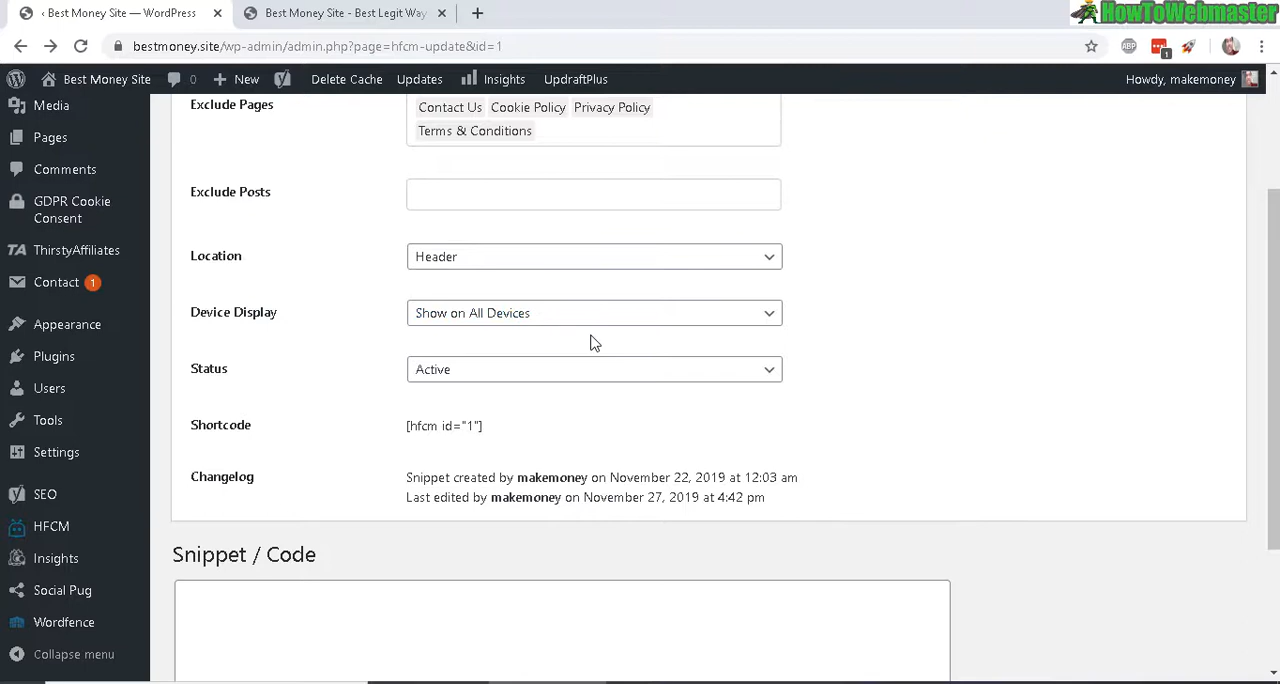 ‹ Best Money Site — WordPress
Best Money Site - Best Legit Way
HowToWebmaster
bestmoney.site/wp-admin/admin.php?page=hfcm-update&id=1
ABP
1
Best Money Site
0
New
Delete Cache
Updates
Insights
UpdraftPlus
Howdy, makemoney
Media
Pages
Comments
GDPR Cookie
Consent
TA ThirstyAffiliates
Contact 1
Appearance
Plugins
Users
Tools
Settings
SEO
HFCM
Insights
Social Pug
Wordfence
Collapse menu
Exclude Pages
Contact Us Cookie Policy Privacy Policy
Terms & Conditions
Exclude Posts
Location
Header
Device Display
Show on All Devices
Status
Active
Shortcode
[hfcm id="1"]
Changelog
Snippet created by makemoney on November 22, 2019 at 12:03 am
Last edited by makemoney on November 27, 2019 at 4:42 pm
Snippet / Code